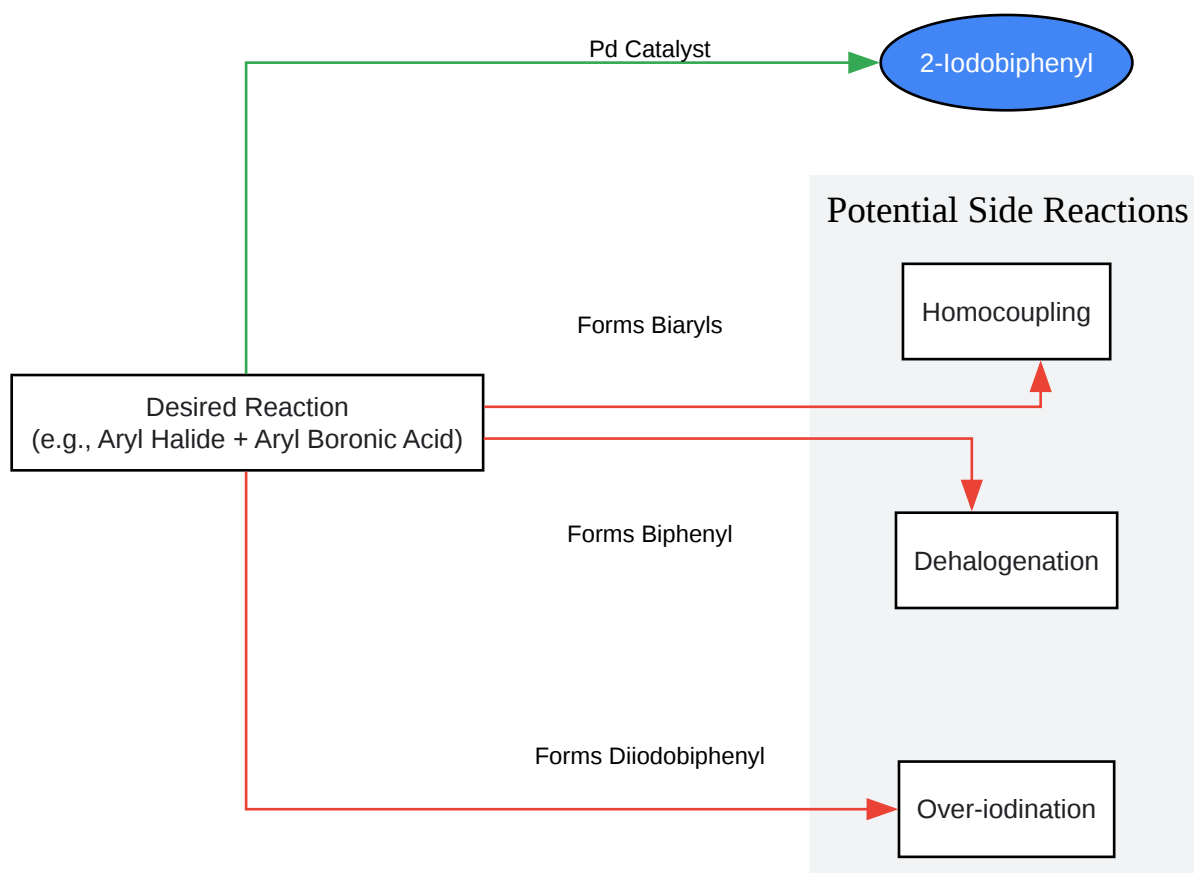 Pd Catalyst
2-Iodobiphenyl
Potential Side Reactions
Homocoupling
Forms Biaryls
Desired Reaction
(e.g., Aryl Halide + Aryl Boronic Acid)
Forms Biphenyl
Dehalogenation
Forms Diiodobiphenyl
Over-iodination